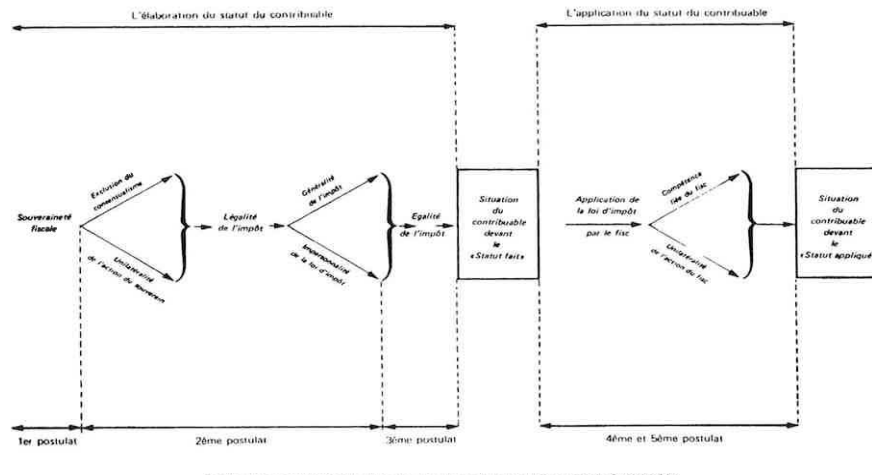 L'élaboration du statut du contribuable
L'application du statut du contribuable
Souveraineté
fiscale
Exclusion du
consensualisme
Unilatéralité
de l'action du souverain
Légalité
de l'impôt
Généralité
de l'impôt
Impersonnalité
de la loi d'impôt
Egalité
de l'impôt
Situation
du
contribuable
devant
le
«Statut fait»
Application de
la loi d'impôt
par le fisc
Compétence
liée du fisc
Unilatéralité
de l'action du fisc
Situation
du
contribuable
devant
le
«Statut appliqué
1er postulat
2ème postulat
3ème postulat
4ème et 5ème postulat